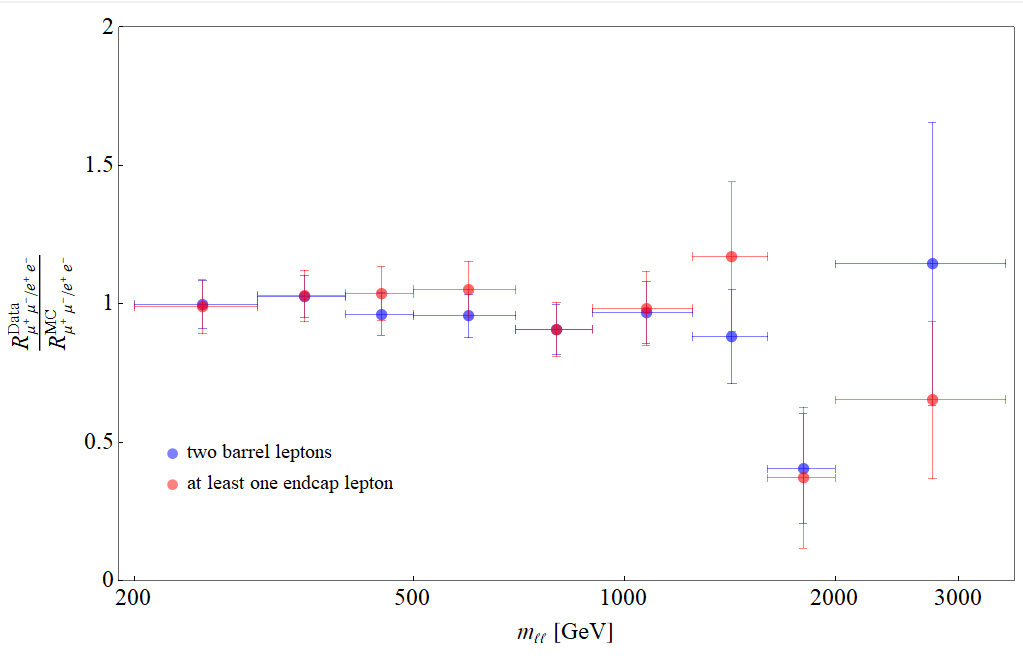 2
1.5
1
0.5
0
R^Data_μ⁺μ⁻/e⁺e⁻
R^MC_μ⁺μ⁻/e⁺e⁻
two barrel leptons
at least one endcap lepton
200 500 1000 2000 3000
m_ℓℓ [GeV]